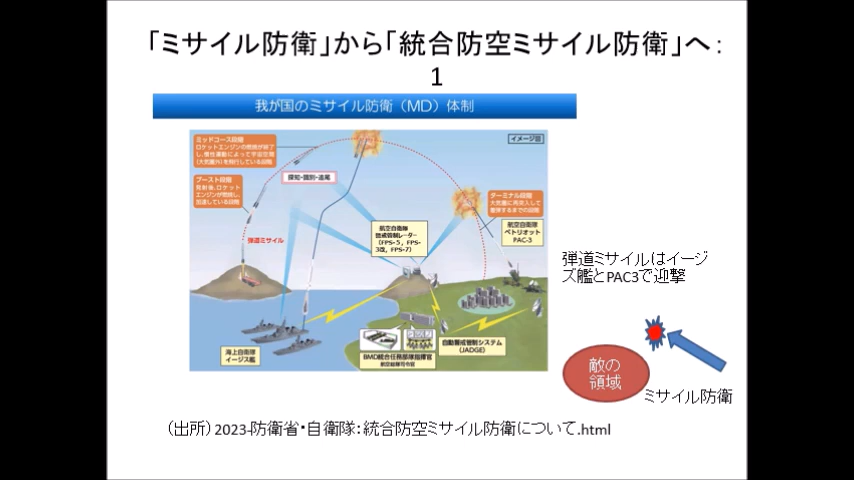 「ミサイル防衛」から「統合防空ミサイル防衛」へ：
1
我が国のミサイル防衛（MD）体制
イメージ図
ミッドコース段階
ロケットエンジンの燃焼が終了
し、慣性運動によって宇宙空間
（大気圏外）を飛行している段階
ブースト段階
発射後、ロケット
エンジンが燃焼し、
加速している段階
探知・識別・追尾
弾道ミサイル
ターミナル段階
大気圏に再突入して
着弾するまでの段階
航空自衛隊
ペトリオット
PAC-3
航空自衛隊
警戒管制レーダー
（FPS-5，FPS-
3改，FPS-7）
海上自衛隊
イージス艦
BMD統合任務部隊指揮官
航空総隊司令官
自動警戒管制システム
（JADGE）
弾道ミサイルはイージ
ズ艦とPAC3で迎撃
敵の
領域
ミサイル防衛
（出所）2023-防衛省・自衛隊：統合防空ミサイル防衛について.html